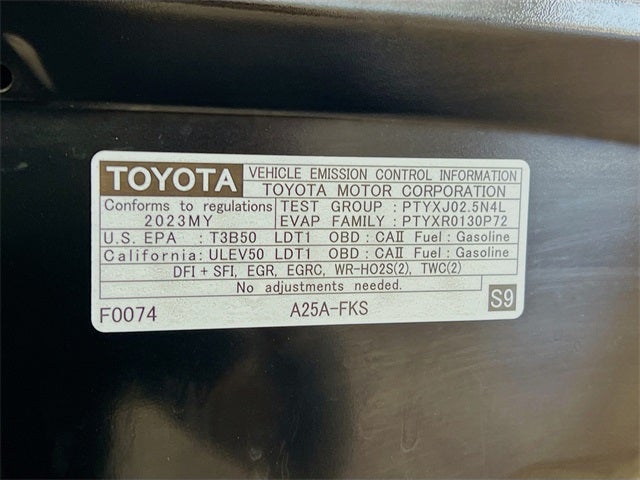 TOYOTA VEHICLE EMISSION CONTROL INFORMATION
TOYOTA MOTOR CORPORATION
Conforms to regulations TEST GROUP : PTYXJ02.5N4L
2023MY EVAP FAMILY : PTYXR0130P72
U.S. EPA : T3B50 LDT1 OBD : CAⅡ Fuel : Gasoline
California: ULEV50 LDT1 OBD : CAⅡ Fuel : Gasoline
DFI + SFI, EGR, EGRC, WR-HO2S(2), TWC(2)
No adjustments needed.
F0074 A25A-FKS S9